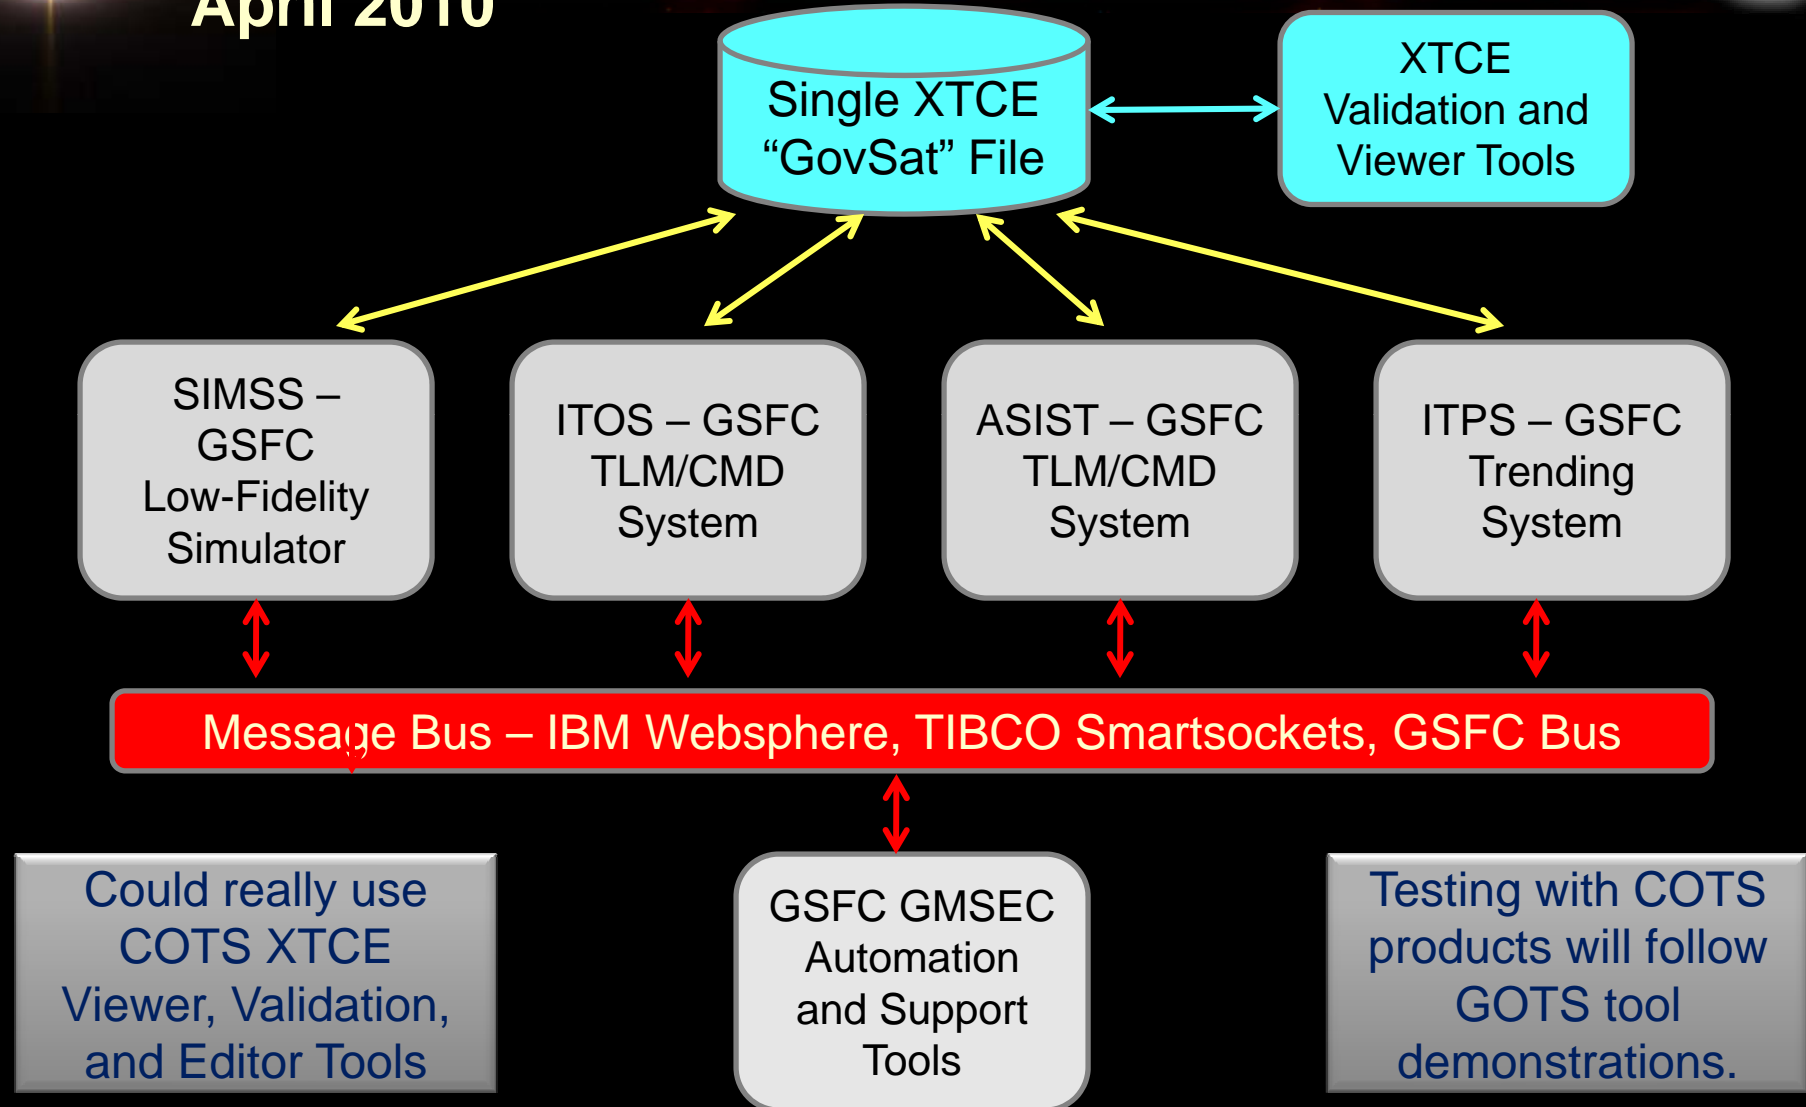 April 2010
Single XTCE
“GovSat” File
XTCE
Validation and
Viewer Tools
SIMSS –
GSFC
Low-Fidelity
Simulator
ITOS – GSFC
TLM/CMD
System
ASIST – GSFC
TLM/CMD
System
ITPS – GSFC
Trending
System
Message Bus – IBM Websphere, TIBCO Smartsockets, GSFC Bus
Could really use
COTS XTCE
Viewer, Validation,
and Editor Tools
GSFC GMSEC
Automation
and Support
Tools
Testing with COTS
products will follow
GOTS tool
demonstrations.